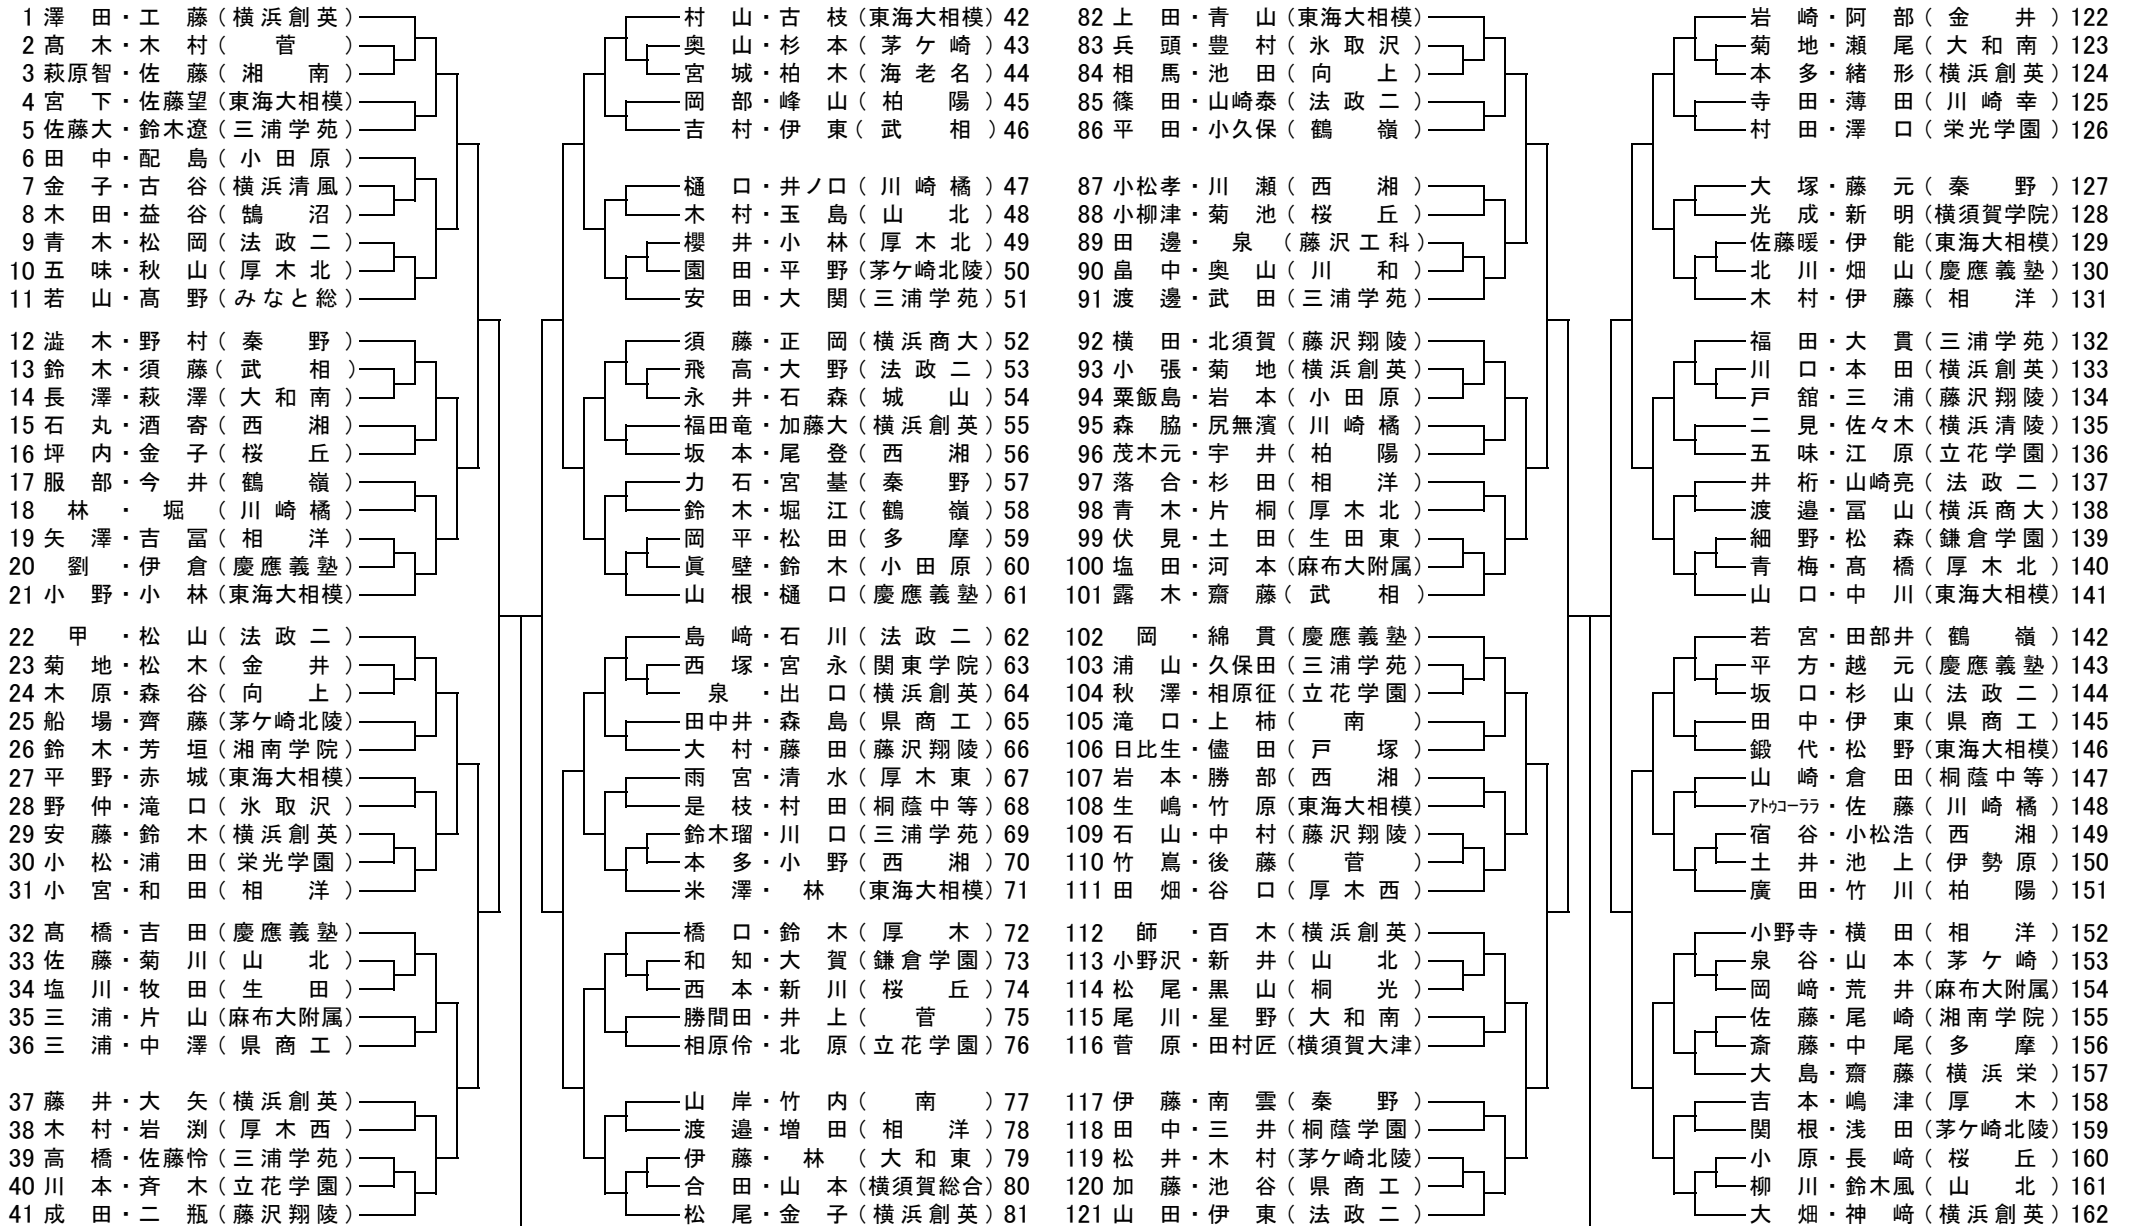 1 澤田・工藤(横浜創英)
2 髙木・木村(菅)
3 萩原智・佐藤(湘南)
4 宮下・佐藤望(東海大相模)
5 佐藤大・鈴木遼(三浦学苑)
6 田中・配島(小田原)
7 金子・古谷(横浜清風)
8 木田・益谷(鵠沼)
9 青木・松岡(法政二)
10 五味・秋山(厚木北)
11 若山・髙野(みなと総)
12 澁木・野村(秦野)
13 鈴木・須藤(武相)
14 長澤・萩澤(大和南)
15 石丸・酒寄(西湘)
16 坪内・金子(桜丘)
17 服部・今井(鶴嶺)
18 林・堀(川崎橘)
19 矢澤・吉冨(相洋)
20 劉・伊倉(慶應義塾)
21 小野・小林(東海大相模)
22 甲・松山(法政二)
23 菊地・松木(金井)
24 木原・森谷(向上)
25 船場・齊藤(茅ケ崎北陵)
26 鈴木・芳垣(湘南学院)
27 平野・赤城(東海大相模)
28 野仲・滝口(氷取沢)
29 安藤・鈴木(横浜創英)
30 小松・浦田(栄光学園)
31 小宮・和田(相洋)
32 髙橋・吉田(慶應義塾)
33 佐藤・菊川(山北)
34 塩川・牧田(生田)
35 三浦・片山(麻布大附属)
36 三浦・中澤(県商工)
37 藤井・大矢(横浜創英)
38 木村・岩渕(厚木西)
39 高橋・佐藤怜(三浦学苑)
40 川本・斉木(立花学園)
41 成田・二瓶(藤沢翔陵)
村山・古枝(東海大相模)42
奥山・杉本(茅ケ崎)43
宮城・柏木(海老名)44
岡部・峰山(柏陽)45
吉村・伊東(武相)46
樋口・井ノ口(川崎橘)47
木村・玉島(山北)48
櫻井・小林(厚木北)49
園田・平野(茅ケ崎北陵)50
安田・大関(三浦学苑)51
須藤・正岡(横浜商大)52
飛高・大野(法政二)53
永井・石森(城山)54
福田竜・加藤大(横浜創英)55
坂本・尾登(西湘)56
力石・宮基(秦野)57
鈴木・堀江(鶴嶺)58
岡平・松田(多摩)59
眞壁・鈴木(小田原)60
山根・樋口(慶應義塾)61
島﨑・石川(法政二)62
西塚・宮永(関東学院)63
泉・出口(横浜創英)64
田中井・森島(県商工)65
大村・藤田(藤沢翔陵)66
雨宮・清水(厚木東)67
是枝・村田(桐蔭中等)68
鈴木瑠・川口(三浦学苑)69
本多・小野(西湘)70
米澤・林(東海大相模)71
橋口・鈴木(厚木)72
和知・大賀(鎌倉学園)73
西本・新川(桜丘)74
勝間田・井上(菅)75
相原伶・北原(立花学園)76
山岸・竹内(南)77
渡邉・増田(相洋)78
伊藤・林(大和東)79
合田・山本(横須賀総合)80
松尾・金子(横浜創英)81
82 上田・青山(東海大相模)
83 兵頭・豊村(氷取沢)
84 相馬・池田(向上)
85 篠田・山崎泰(法政二)
86 平田・小久保(鶴嶺)
87 小松孝・川瀬(西湘)
88 小柳津・菊池(桜丘)
89 田邊・泉(藤沢工科)
90 畠中・奥山(川和)
91 渡邊・武田(三浦学苑)
92 横田・北須賀(藤沢翔陵)
93 小張・菊地(横浜創英)
94 粟飯島・岩本(小田原)
95 森脇・尻無濱(川崎橘)
96 茂木元・宇井(柏陽)
97 落合・杉田(相洋)
98 青木・片桐(厚木北)
99 伏見・土田(生田東)
100 塩田・河本(麻布大附属)
101 露木・齋藤(武相)
102 岡・綿貫(慶應義塾)
103 浦山・久保田(三浦学苑)
104 秋澤・相原征(立花学園)
105 滝口・上柿(南)
106 日比生・儘田(戸塚)
107 岩本・勝部(西湘)
108 生嶋・竹原(東海大相模)
109 石山・中村(藤沢翔陵)
110 竹嶌・後藤(菅)
111 田畑・谷口(厚木西)
112 師・百木(横浜創英)
113 小野沢・新井(山北)
114 松尾・黒山(桐光)
115 尾川・星野(大和南)
116 菅原・田村匠(横須賀大津)
117 伊藤・南雲(秦野)
118 田中・三井(桐蔭学園)
119 松井・木村(茅ケ崎北陵)
120 加藤・池谷(県商工)
121 山田・伊東(法政二)
岩崎・阿部(金井)122
菊地・瀬尾(大和南)123
本多・緒形(横浜創英)124
寺田・薄田(川崎幸)125
村田・澤口(栄光学園)126
大塚・藤元(秦野)127
光成・新明(横須賀学院)128
佐藤暖・伊能(東海大相模)129
北川・畑山(慶應義塾)130
木村・伊藤(相洋)131
福田・大貫(三浦学苑)132
川口・本田(横浜創英)133
戸舘・三浦(藤沢翔陵)134
二見・佐々木(横浜清陵)135
五味・江原(立花学園)136
井桁・山崎亮(法政二)137
渡邉・冨山(横浜商大)138
細野・松森(鎌倉学園)139
青梅・髙橋(厚木北)140
山口・中川(東海大相模)141
若宮・田部井(鶴嶺)142
平方・越元(慶應義塾)143
坂口・杉山(法政二)144
田中・伊東(県商工)145
鍛代・松野(東海大相模)146
山崎・倉田(桐蔭中等)147
アトゥコーララ・佐藤(川崎橘)148
宿谷・小松浩(西湘)149
土井・池上(伊勢原)150
廣田・竹川(柏陽)151
小野寺・横田(相洋)152
泉谷・山本(茅ケ崎)153
岡﨑・荒井(麻布大附属)154
佐藤・尾崎(湘南学院)155
斎藤・中尾(多摩)156
大島・齋藤(横浜栄)157
吉本・嶋津(厚木)158
関根・浅田(茅ケ崎北陵)159
小原・長﨑(桜丘)160
柳川・鈴木風(山北)161
大畑・神﨑(横浜創英)162